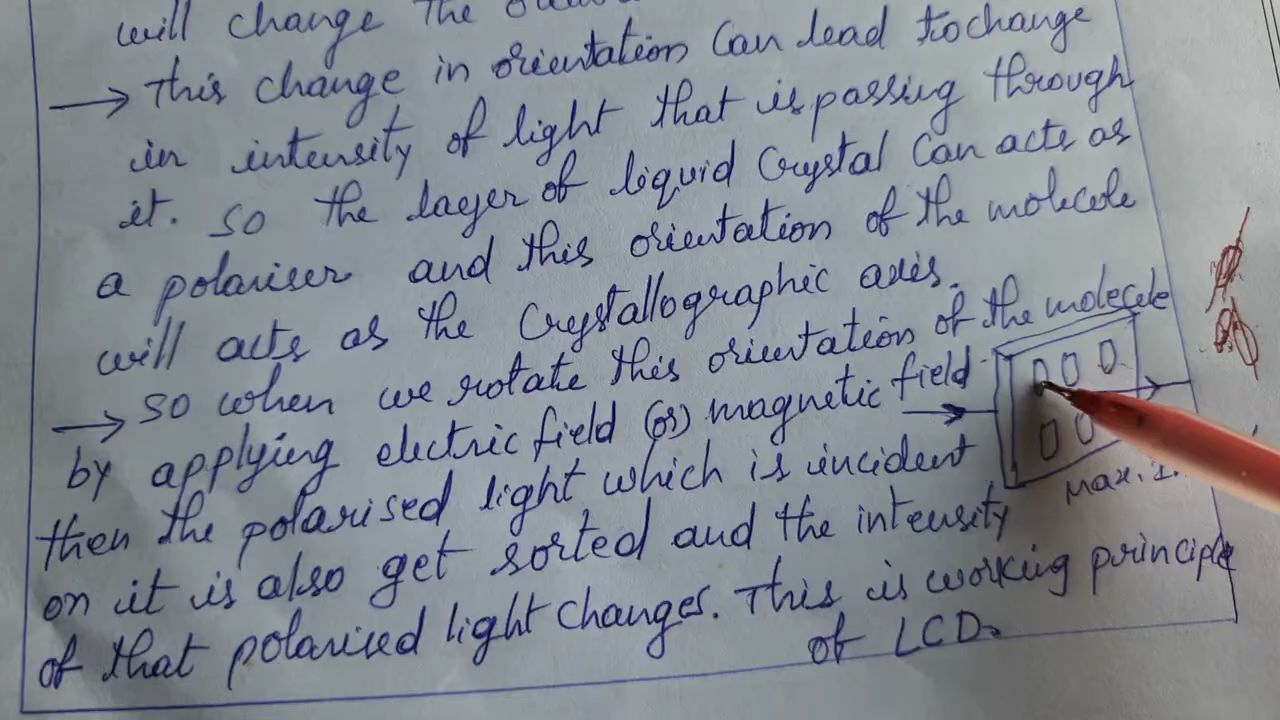 will change the
→ This change in orientation can lead to change
in intensity of light that is passing through
it. SO the layer of liquid Crystal can acts as
a polariser and this orientation of the molecule
will acts as the Crystallographic axis.
→ SO when we rotate this orientation of the molecule
by applying electric field (or) magnetic field
then the polarised light which is incident
on it is also get sorted and the intensity
of that polarised light changes. This is working principle
of LCD.
Max.